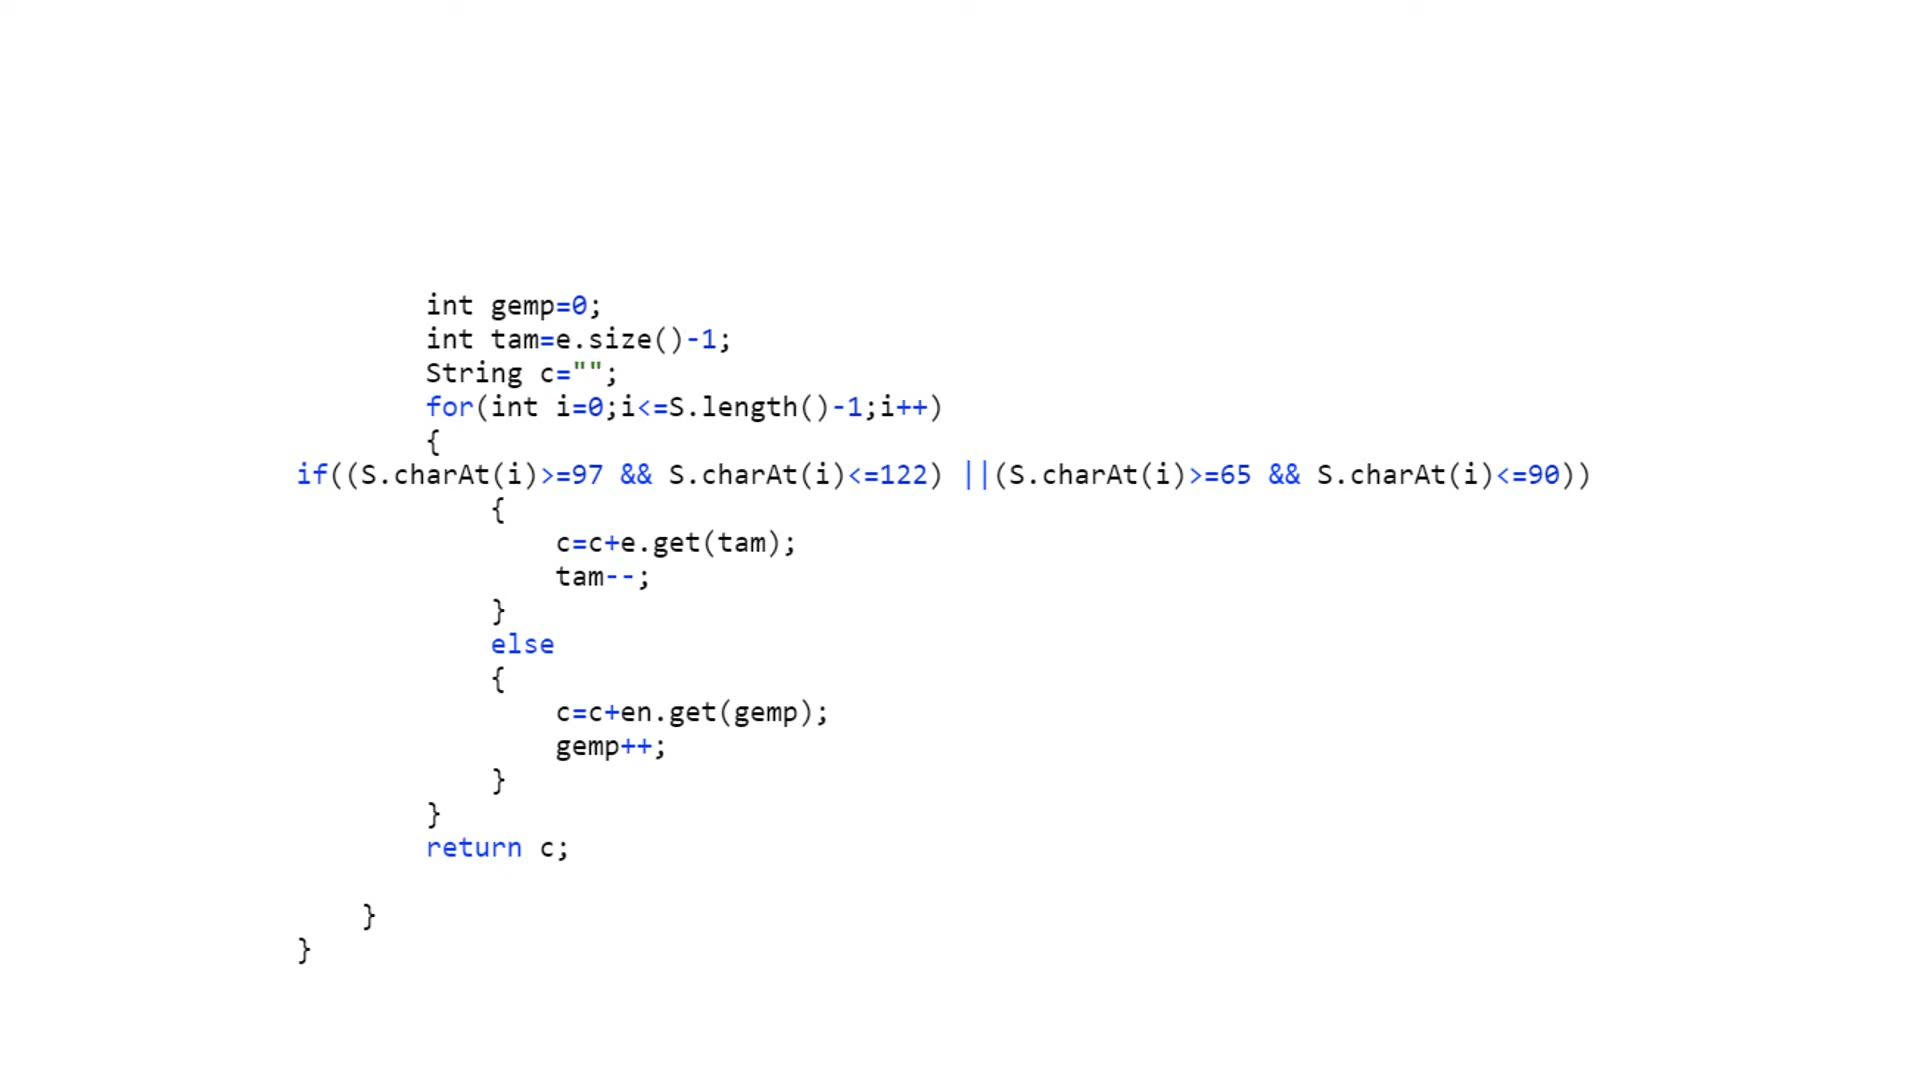 int gemp=0;
int tam=e.size()-1;
String c="";
for(int i=0;i<=S.length()-1;i++)
{
if((S.charAt(i)>=97 && S.charAt(i)<=122) ||(S.charAt(i)>=65 && S.charAt(i)<=90))
{
c=c+e.get(tam);
tam--;
}
else
{
c=c+en.get(gemp);
gemp++;
}
}
return c;
}
}